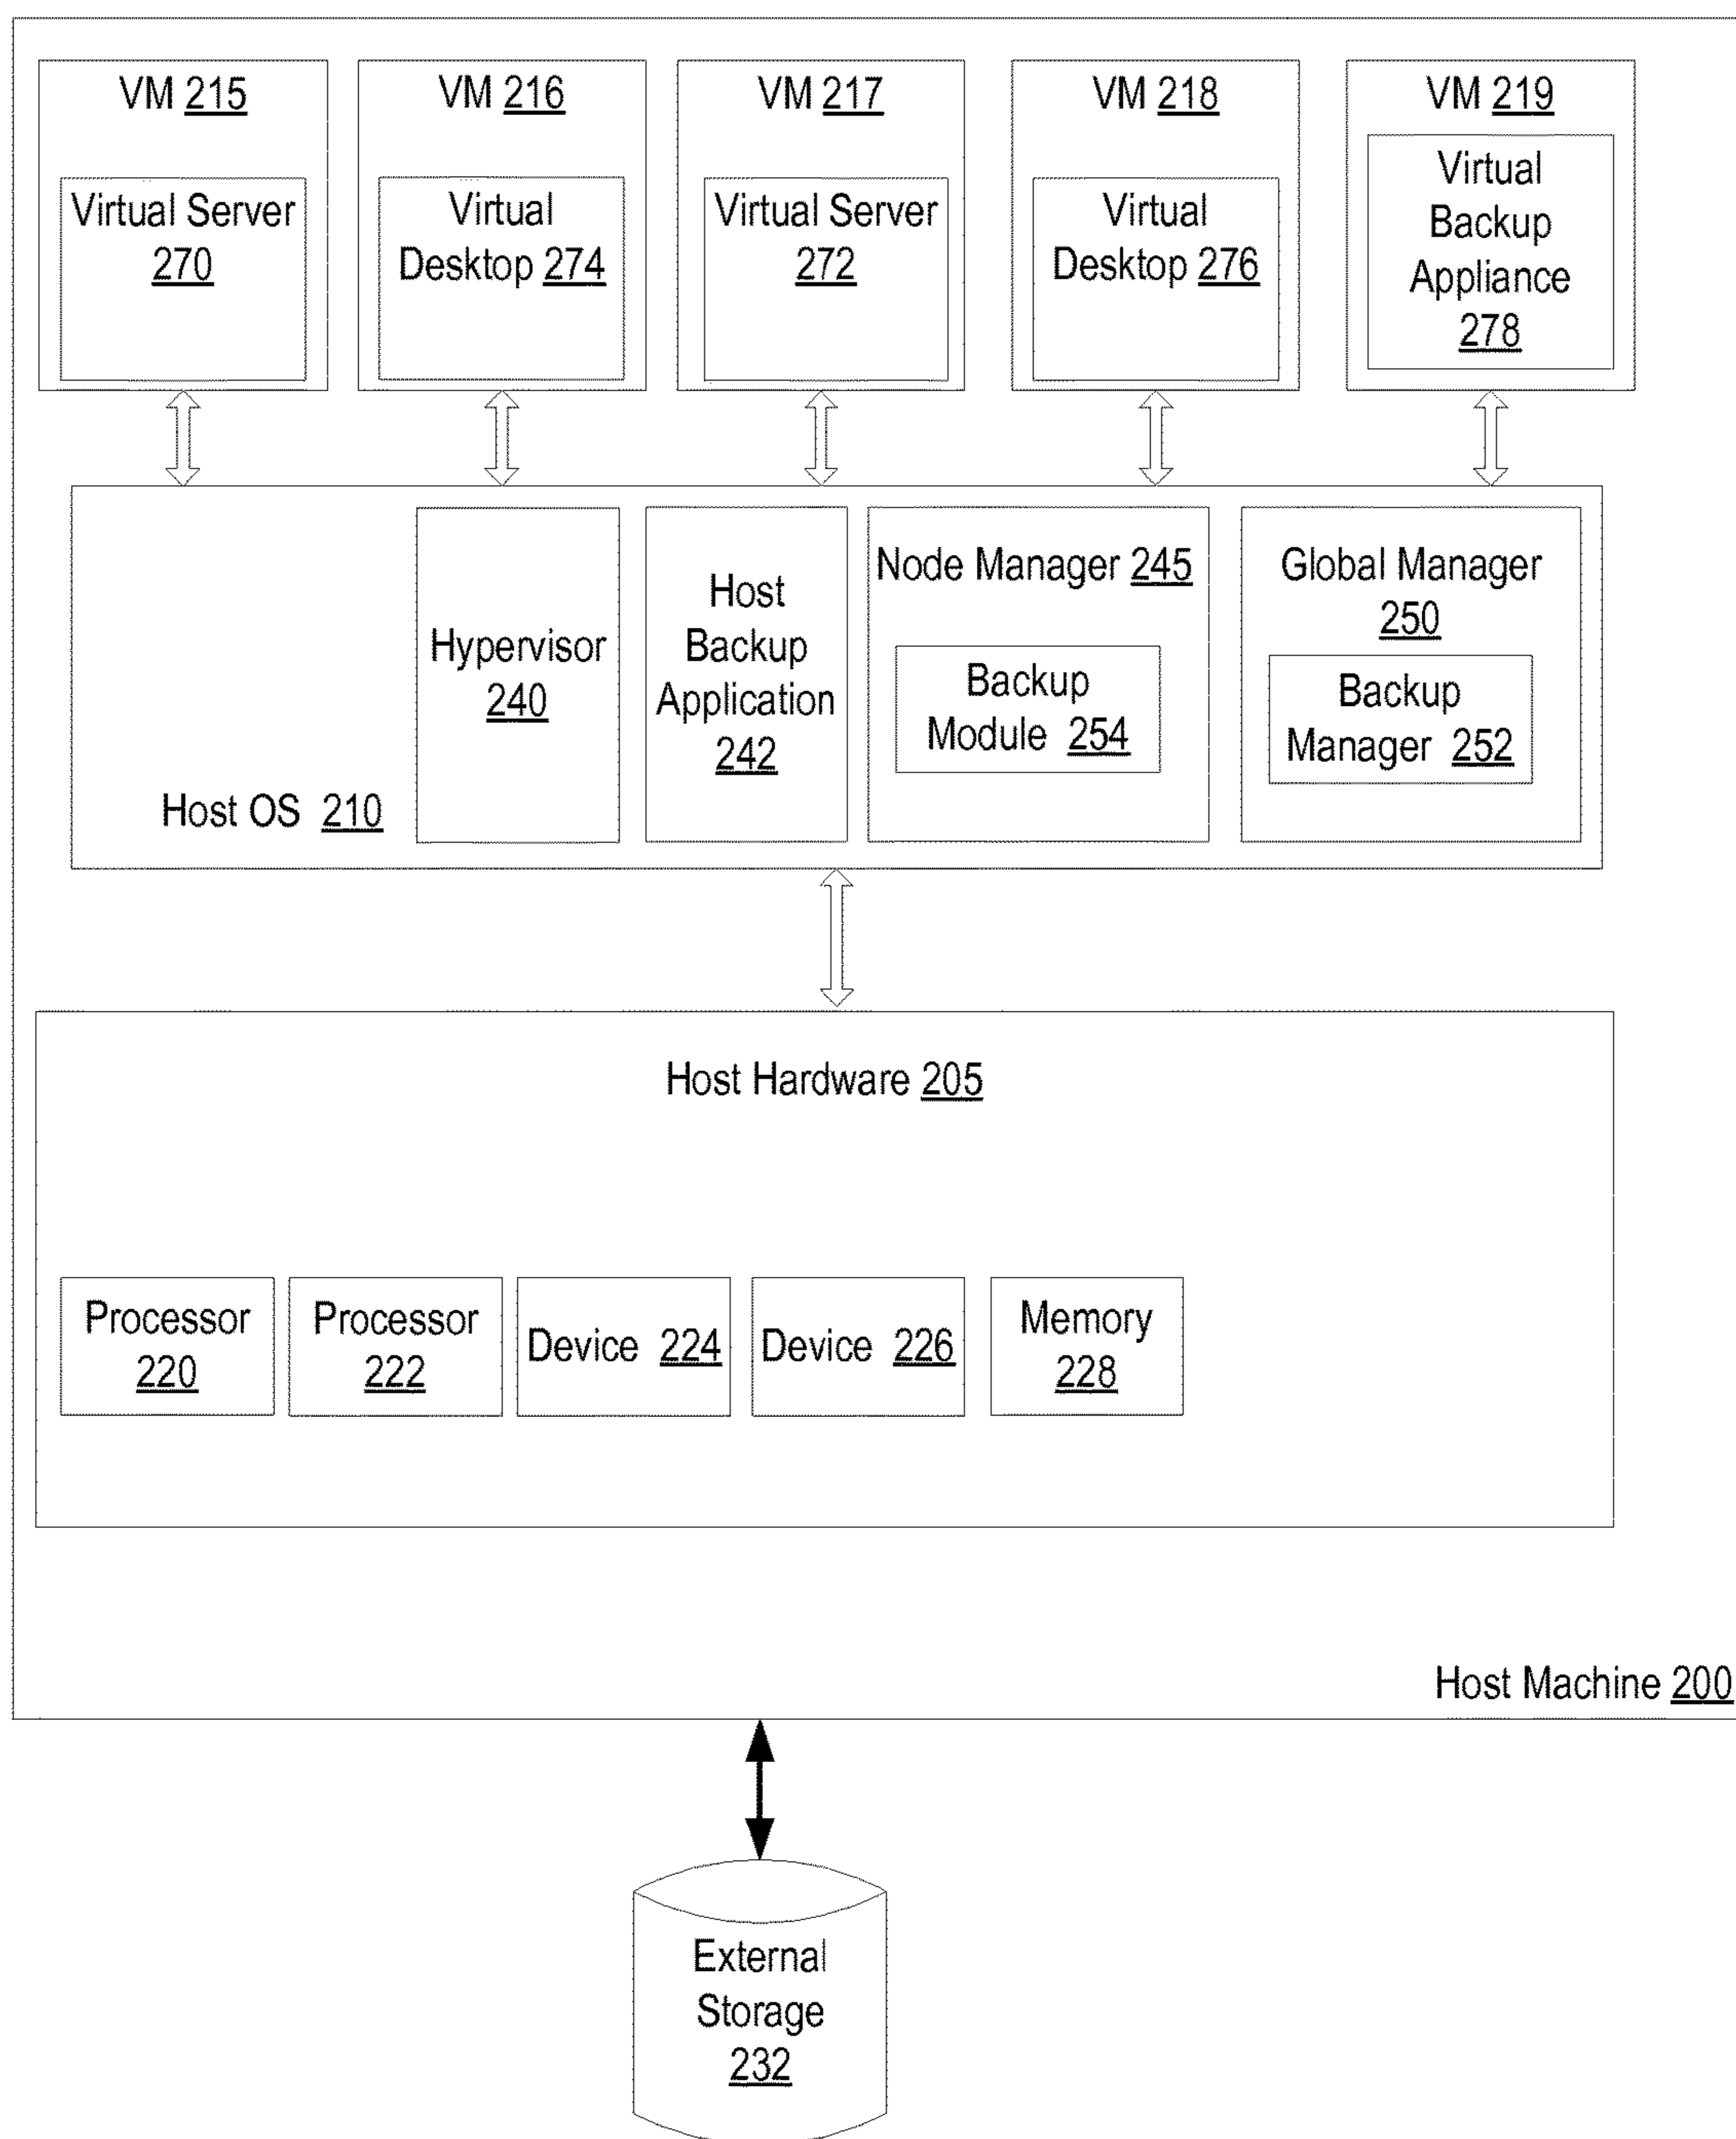 VM 215
VM 216
VM 217
VM 218
VM 219
Virtual Server
270
Virtual
Desktop 274
Virtual Server
272
Virtual
Desktop 276
Virtual
Backup
Appliance
278
Host OS 210
Hypervisor
240
Host
Backup
Application
242
Node Manager 245
Backup
Module 254
Global Manager
250
Backup
Manager 252
Host Hardware 205
Processor
220
Processor
222
Device 224
Device 226
Memory
228
Host Machine 200
External
Storage
232